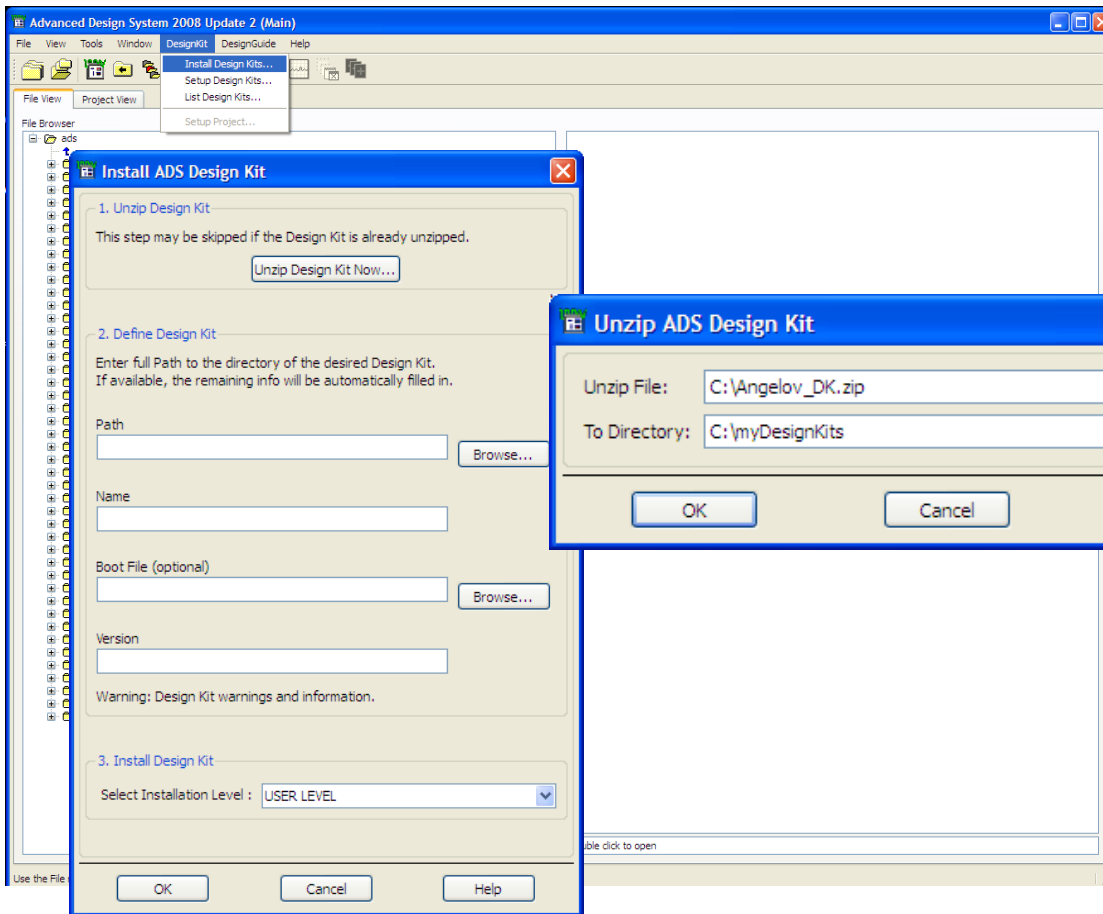 Advanced Design System 2008 Update 2 (Main)
File View Tools Window DesignKit DesignGuide Help
Install Design Kits...
Setup Design Kits...
List Design Kits...
Setup Project...
File View Project View
File Browser
ads
Install ADS Design Kit
1. Unzip Design Kit
This step may be skipped if the Design Kit is already unzipped.
Unzip Design Kit Now...
2. Define Design Kit
Enter full Path to the directory of the desired Design Kit.
If available, the remaining info will be automatically filled in.
Path
Browse...
Name
Boot File (optional)
Browse...
Version
Warning: Design Kit warnings and information.
3. Install Design Kit
Select Installation Level : USER LEVEL
OK Cancel Help
Unzip ADS Design Kit
Unzip File: C:\Angelov_DK.zip
To Directory: C:\myDesignKits
OK Cancel
click to open
Use the File